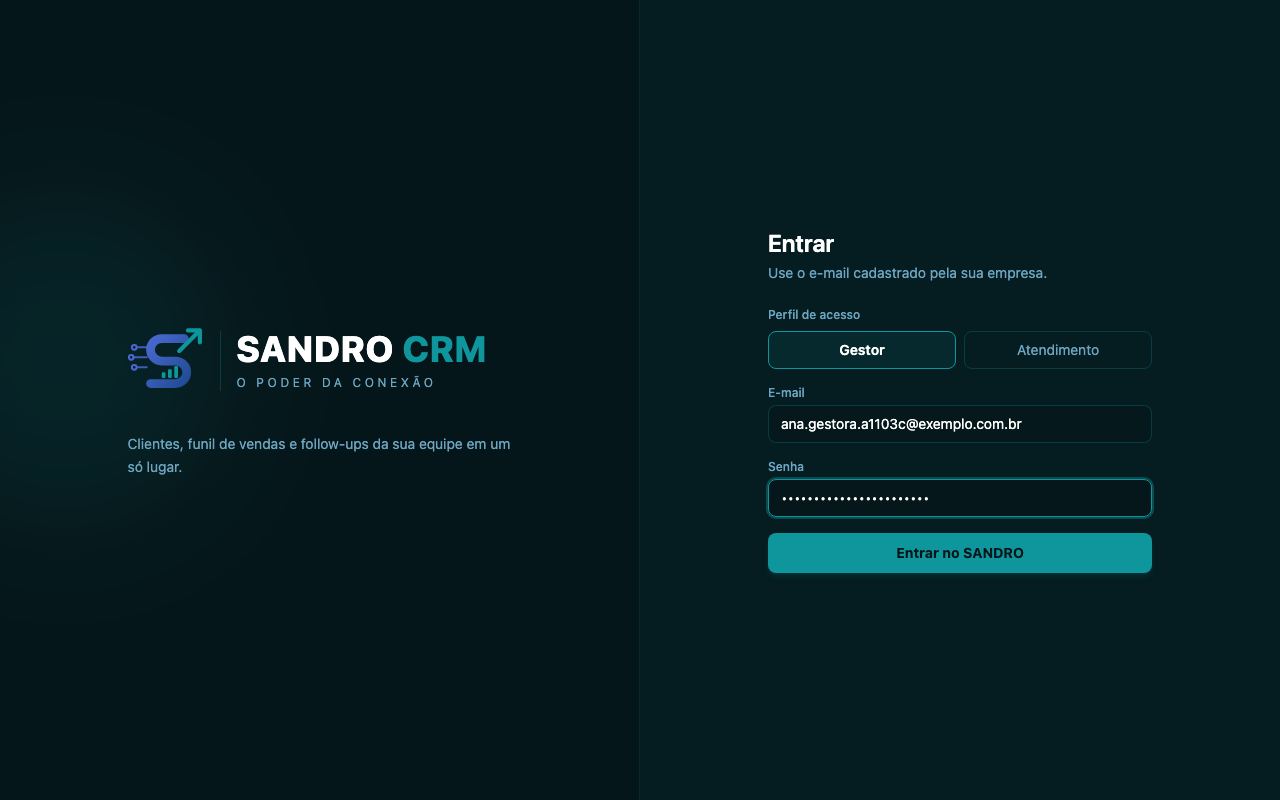 SANDRO CRM
O PODER DA CONEXÃO
Clientes, funil de vendas e follow-ups da sua equipe em um
só lugar.
Entrar
Use o e-mail cadastrado pela sua empresa.
Perfil de acesso
Gestor
Atendimento
E-mail
ana.gestora.a1103c@exemplo.com.br
Senha
•••••••••••••••••••••••
Entrar no SANDRO